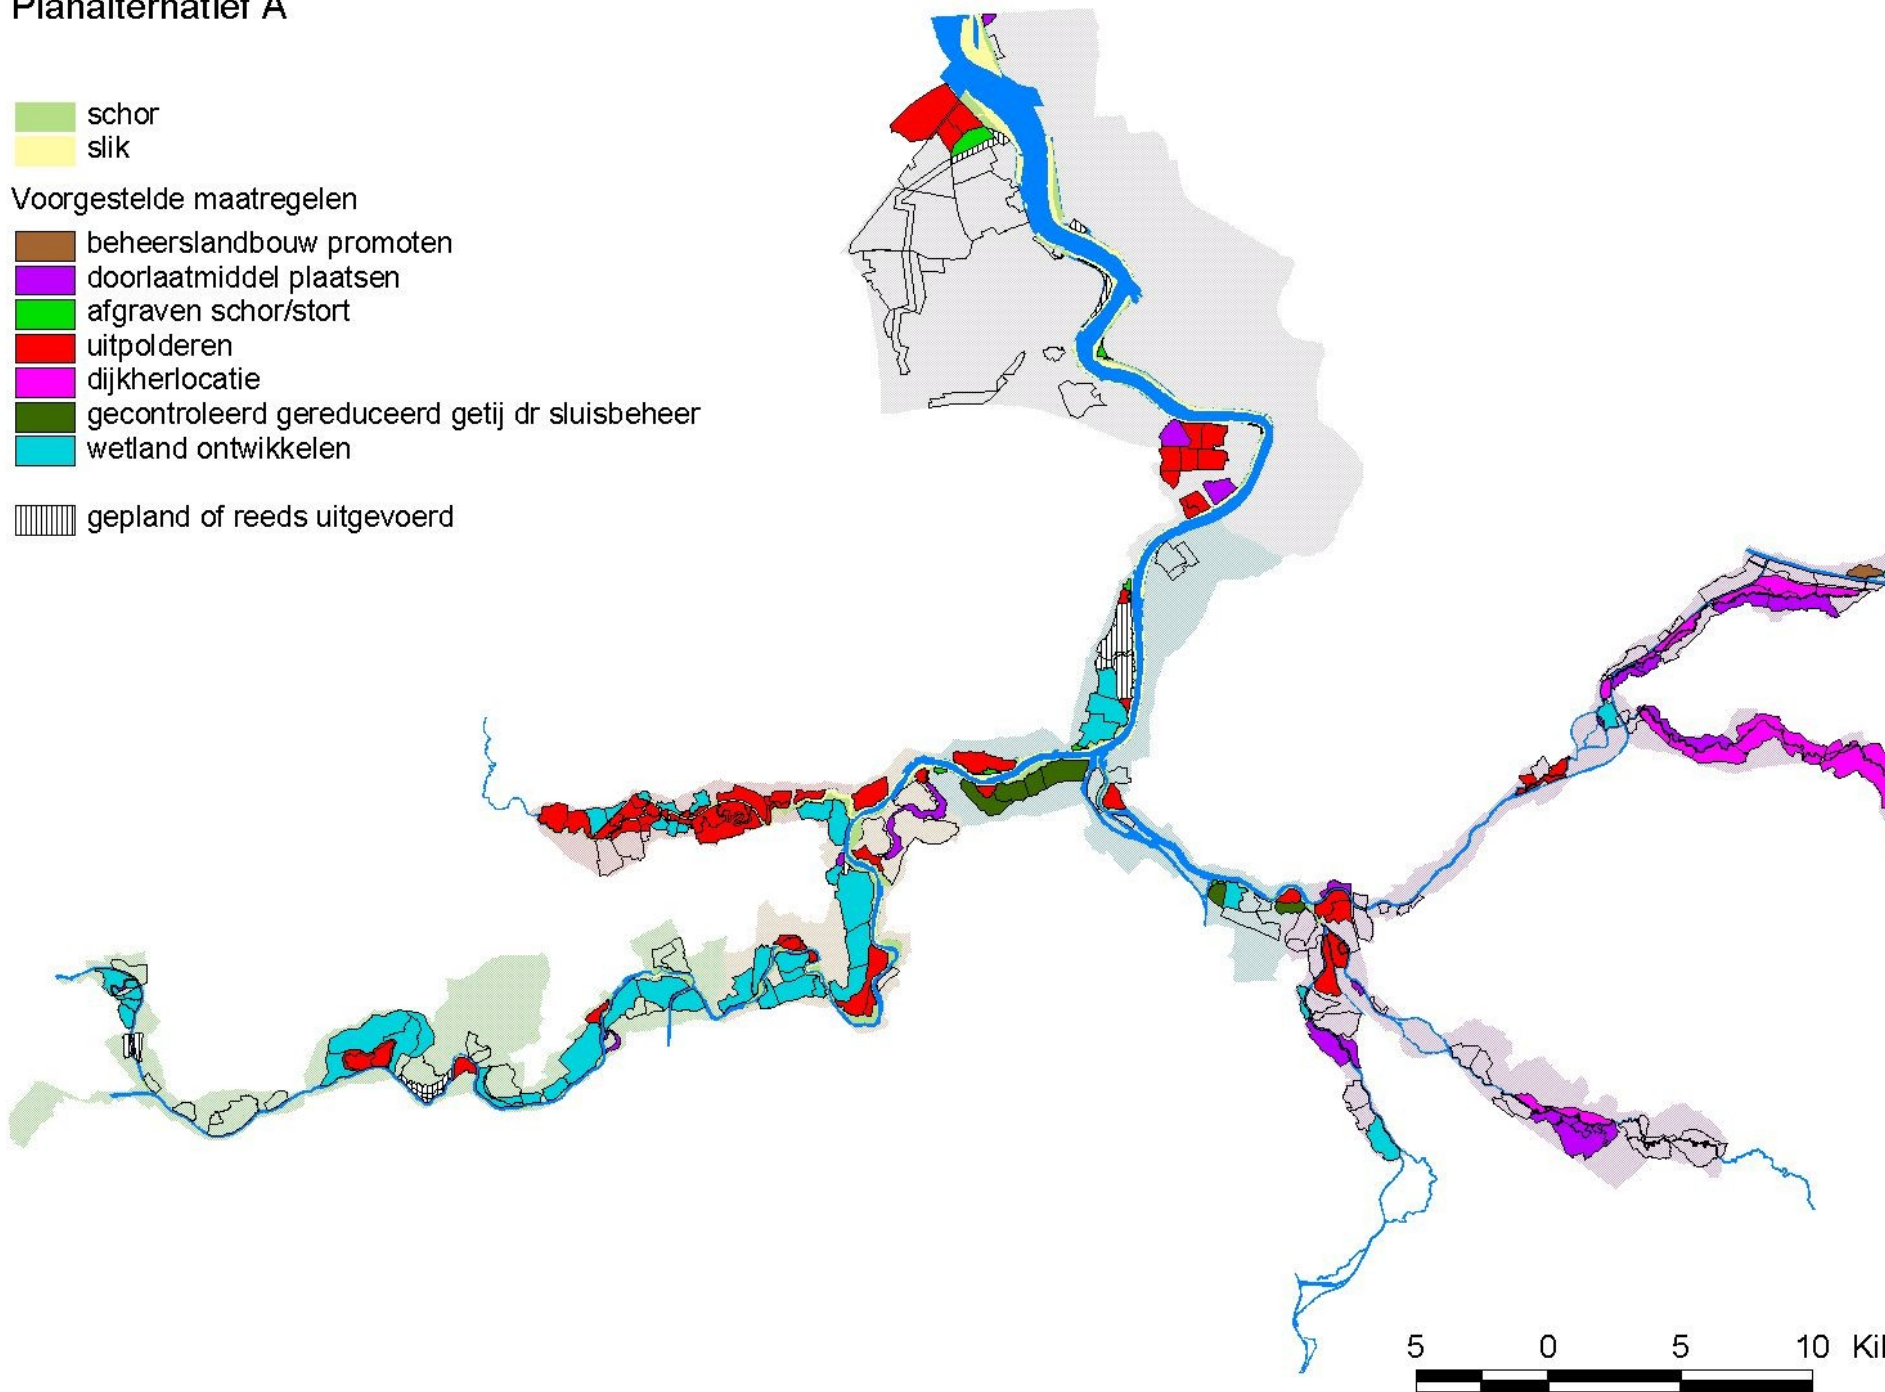 Planalternatief A
schor
slik
Voorgestelde maatregelen
beheerslandbouw promoten
doorlaatmiddel plaatsen
afgraven schor/stort
uitpolderen
dijkherlocatie
gecontroleerd gereduceerd getij dr sluisbeheer
wetland ontwikkelen
gepland of reeds uitgevoerd
5 0 5 10 Kil